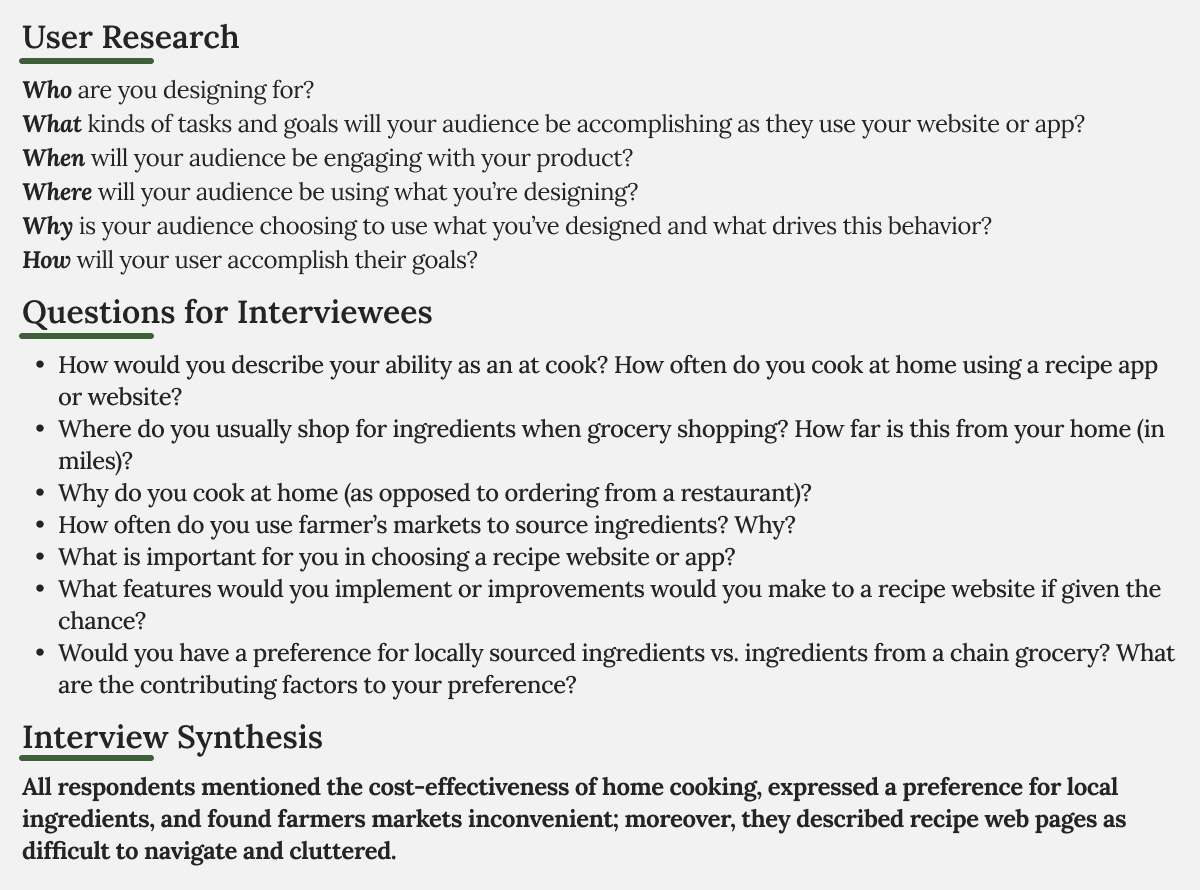 User Research
Who are you designing for?
What kinds of tasks and goals will your audience be accomplishing as they use your website or app?
When will your audience be engaging with your product?
Where will your audience be using what you’re designing?
Why is your audience choosing to use what you’ve designed and what drives this behavior?
How will your user accomplish their goals?
Questions for Interviewees
• How would you describe your ability as an at cook? How often do you cook at home using a recipe app
or website?
• Where do you usually shop for ingredients when grocery shopping? How far is this from your home (in
miles)?
• Why do you cook at home (as opposed to ordering from a restaurant)?
• How often do you use farmer’s markets to source ingredients? Why?
• What is important for you in choosing a recipe website or app?
• What features would you implement or improvements would you make to a recipe website if given the
chance?
• Would you have a preference for locally sourced ingredients vs. ingredients from a chain grocery? What
are the contributing factors to your preference?
Interview Synthesis
All respondents mentioned the cost-effectiveness of home cooking, expressed a preference for local
ingredients, and found farmers markets inconvenient; moreover, they described recipe web pages as
difficult to navigate and cluttered.